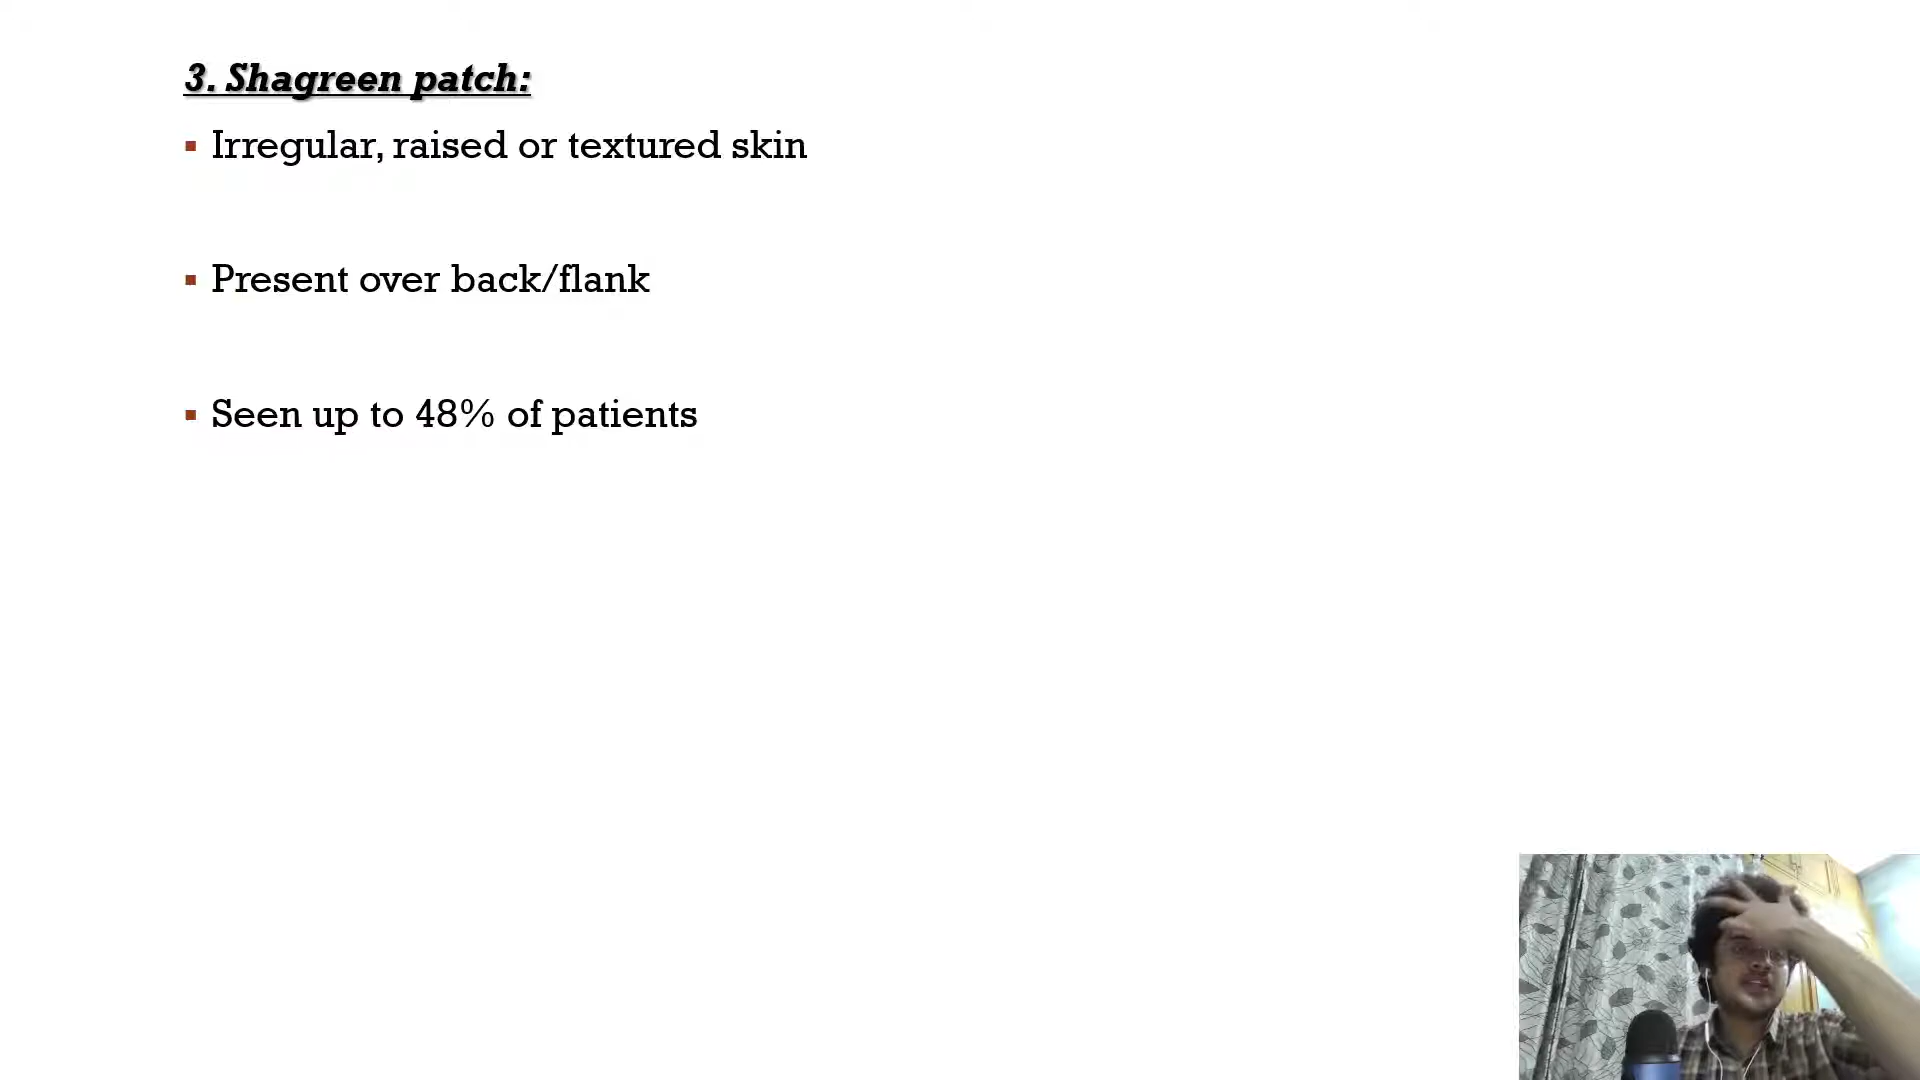 3. Shagreen patch:
▪ Irregular, raised or textured skin
▪ Present over back/flank
▪ Seen up to 48% of patients